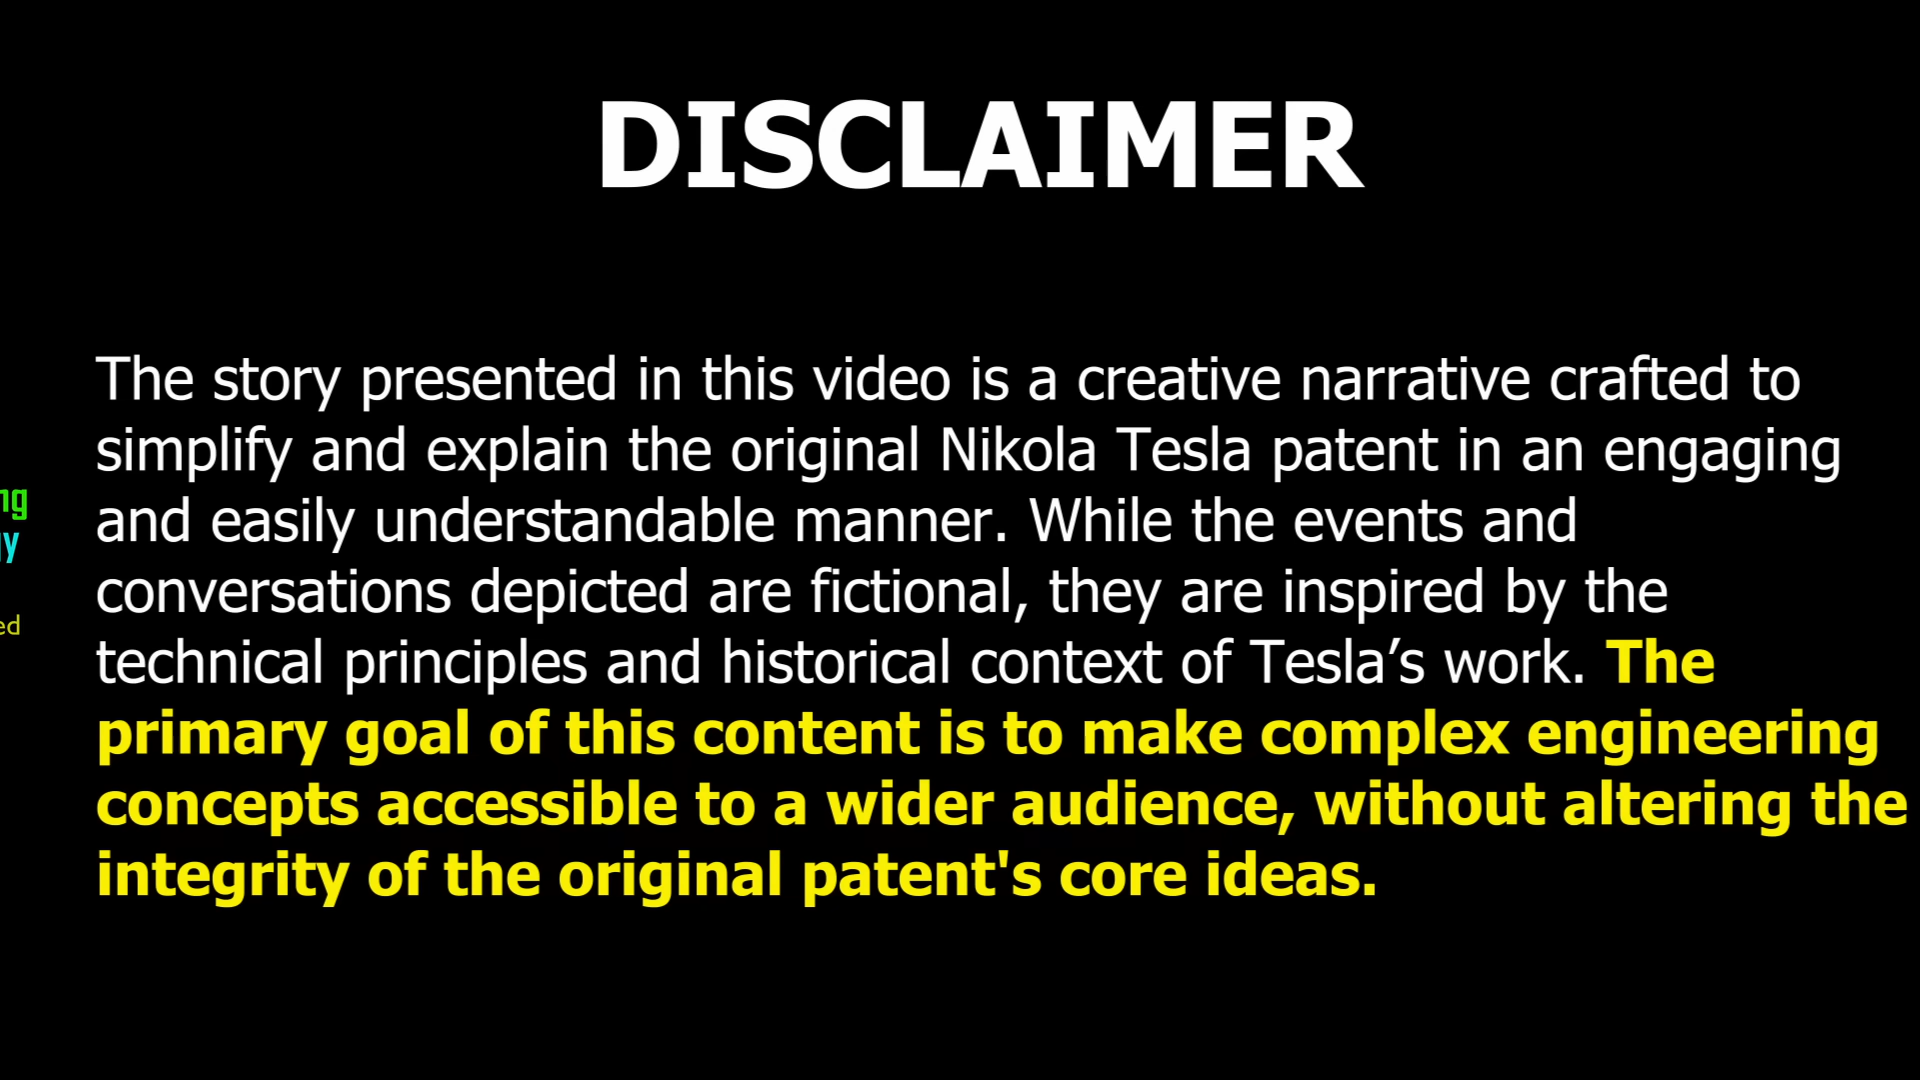 DISCLAIMER
The story presented in this video is a creative narrative crafted to
simplify and explain the original Nikola Tesla patent in an engaging
and easily understandable manner. While the events and
conversations depicted are fictional, they are inspired by the
technical principles and historical context of Tesla’s work. The
primary goal of this content is to make complex engineering
concepts accessible to a wider audience, without altering the
integrity of the original patent's core ideas.